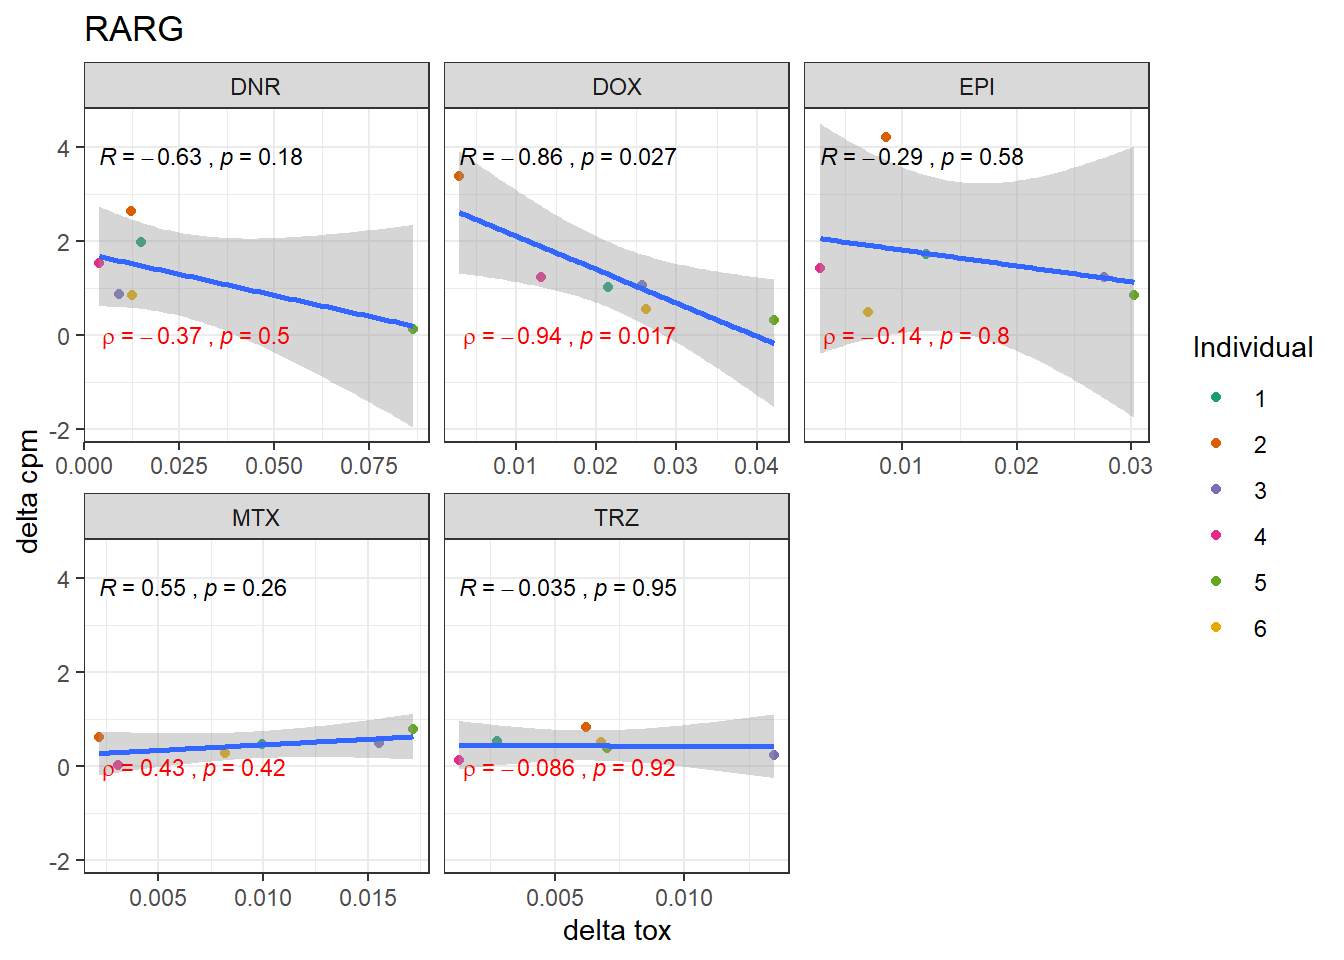 RARG
DNR DOX EPI
R = −0.63 , p = 0.18
R = −0.86 , p = 0.027
R = −0.29 , p = 0.58
ρ = −0.37 , p = 0.5
ρ = −0.94 , p = 0.017
ρ = −0.14 , p = 0.8
4
2
0
-2
0.000 0.025 0.050 0.075
0.01 0.02 0.03 0.04
0.01 0.02 0.03
MTX TRZ
R = 0.55 , p = 0.26
R = −0.035 , p = 0.95
ρ = 0.43 , p = 0.42
ρ = −0.086 , p = 0.92
4
2
0
-2
0.005 0.010 0.015
0.005 0.010
delta tox
delta cpm
Individual
1
2
3
4
5
6